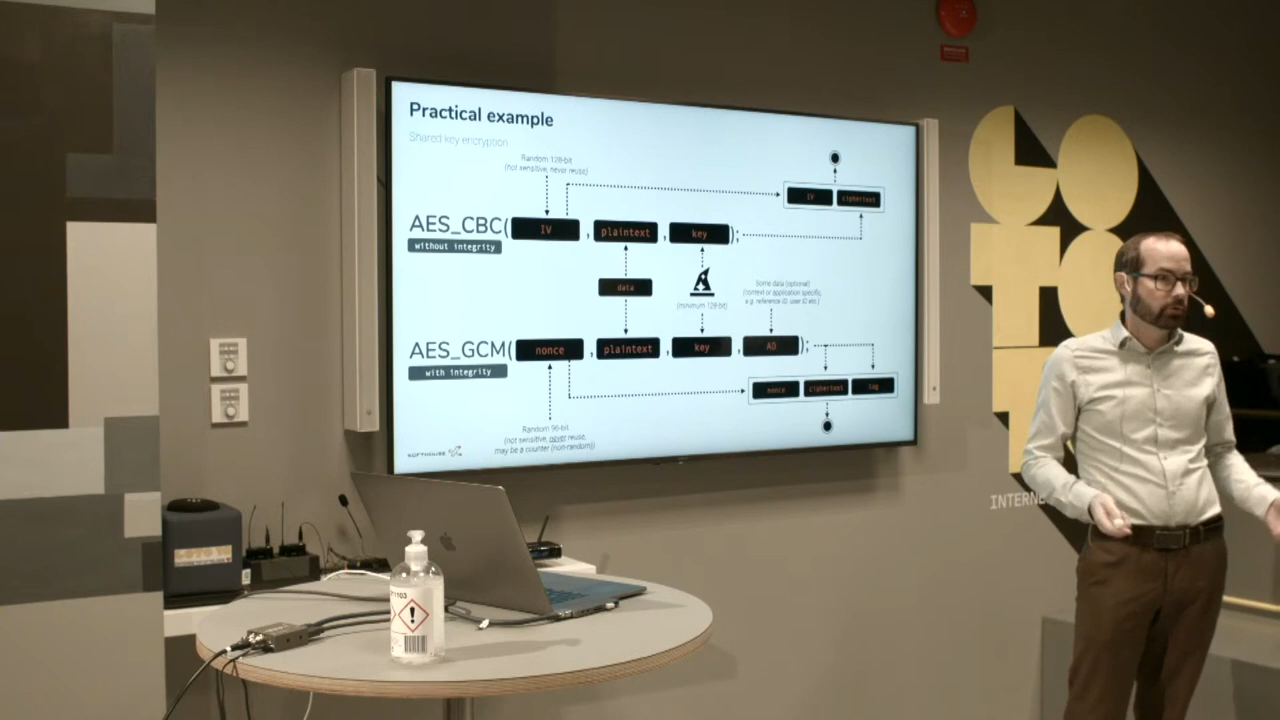 Practical example
Shared key encryption
Random 128-bit
(not sensitive, never reuse)
IV ciphertext
AES_CBC( IV , plaintext , key );
without integrity
data
(minimum 128-bit)
Some data (optional)
(context or application specific,
e.g. reference ID, user ID etc.)
AES_GCM( nonce , plaintext , key , AD );
with integrity
nonce ciphertext tag
Random 96-bit
(not sensitive, never reuse,
may be a counter (non-random))
SOFTHOUSE
INTERNE
1103